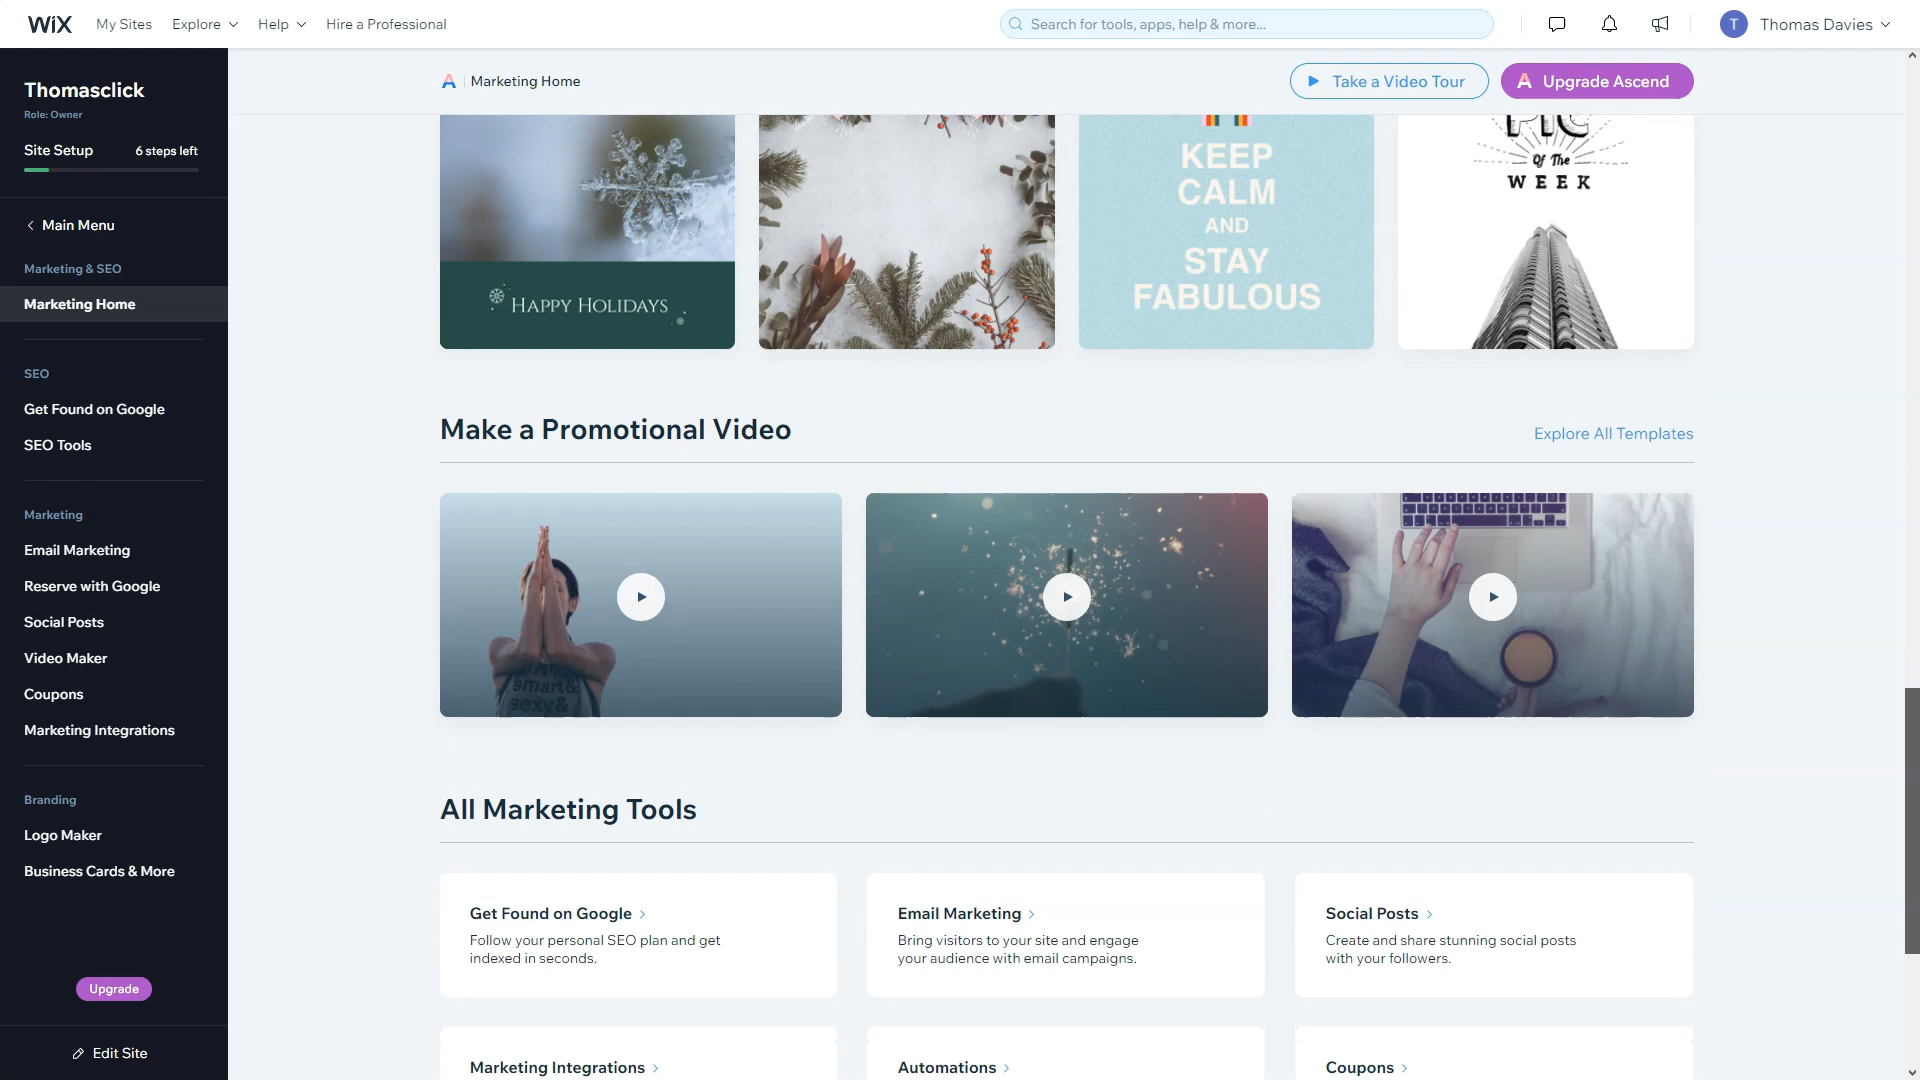 WiX
My Sites
Explore
Help
Hire a Professional
Search for tools, apps, help & more...
T
Thomas Davies
Thomasclick
Role: Owner
Site Setup
6 steps left
Main Menu
Marketing & SEO
Marketing Home
SEO
Get Found on Google
SEO Tools
Marketing
Email Marketing
Reserve with Google
Social Posts
Video Maker
Coupons
Marketing Integrations
Branding
Logo Maker
Business Cards & More
Upgrade
Edit Site
A | Marketing Home
Take a Video Tour
A Upgrade Ascend
HAPPY HOLIDAYS
KEEP
CALM
AND
STAY
FABULOUS
PIC
Of The
WEEK
Make a Promotional Video
Explore All Templates
smart&
sexy&
All Marketing Tools
Get Found on Google
Follow your personal SEO plan and get
indexed in seconds.
Email Marketing
Bring visitors to your site and engage
your audience with email campaigns.
Social Posts
Create and share stunning social posts
with your followers.
Marketing Integrations
Automations
Coupons